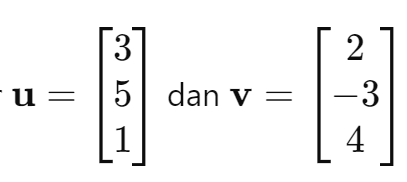 u = [3 5 1] dan v = [2 −3 4]